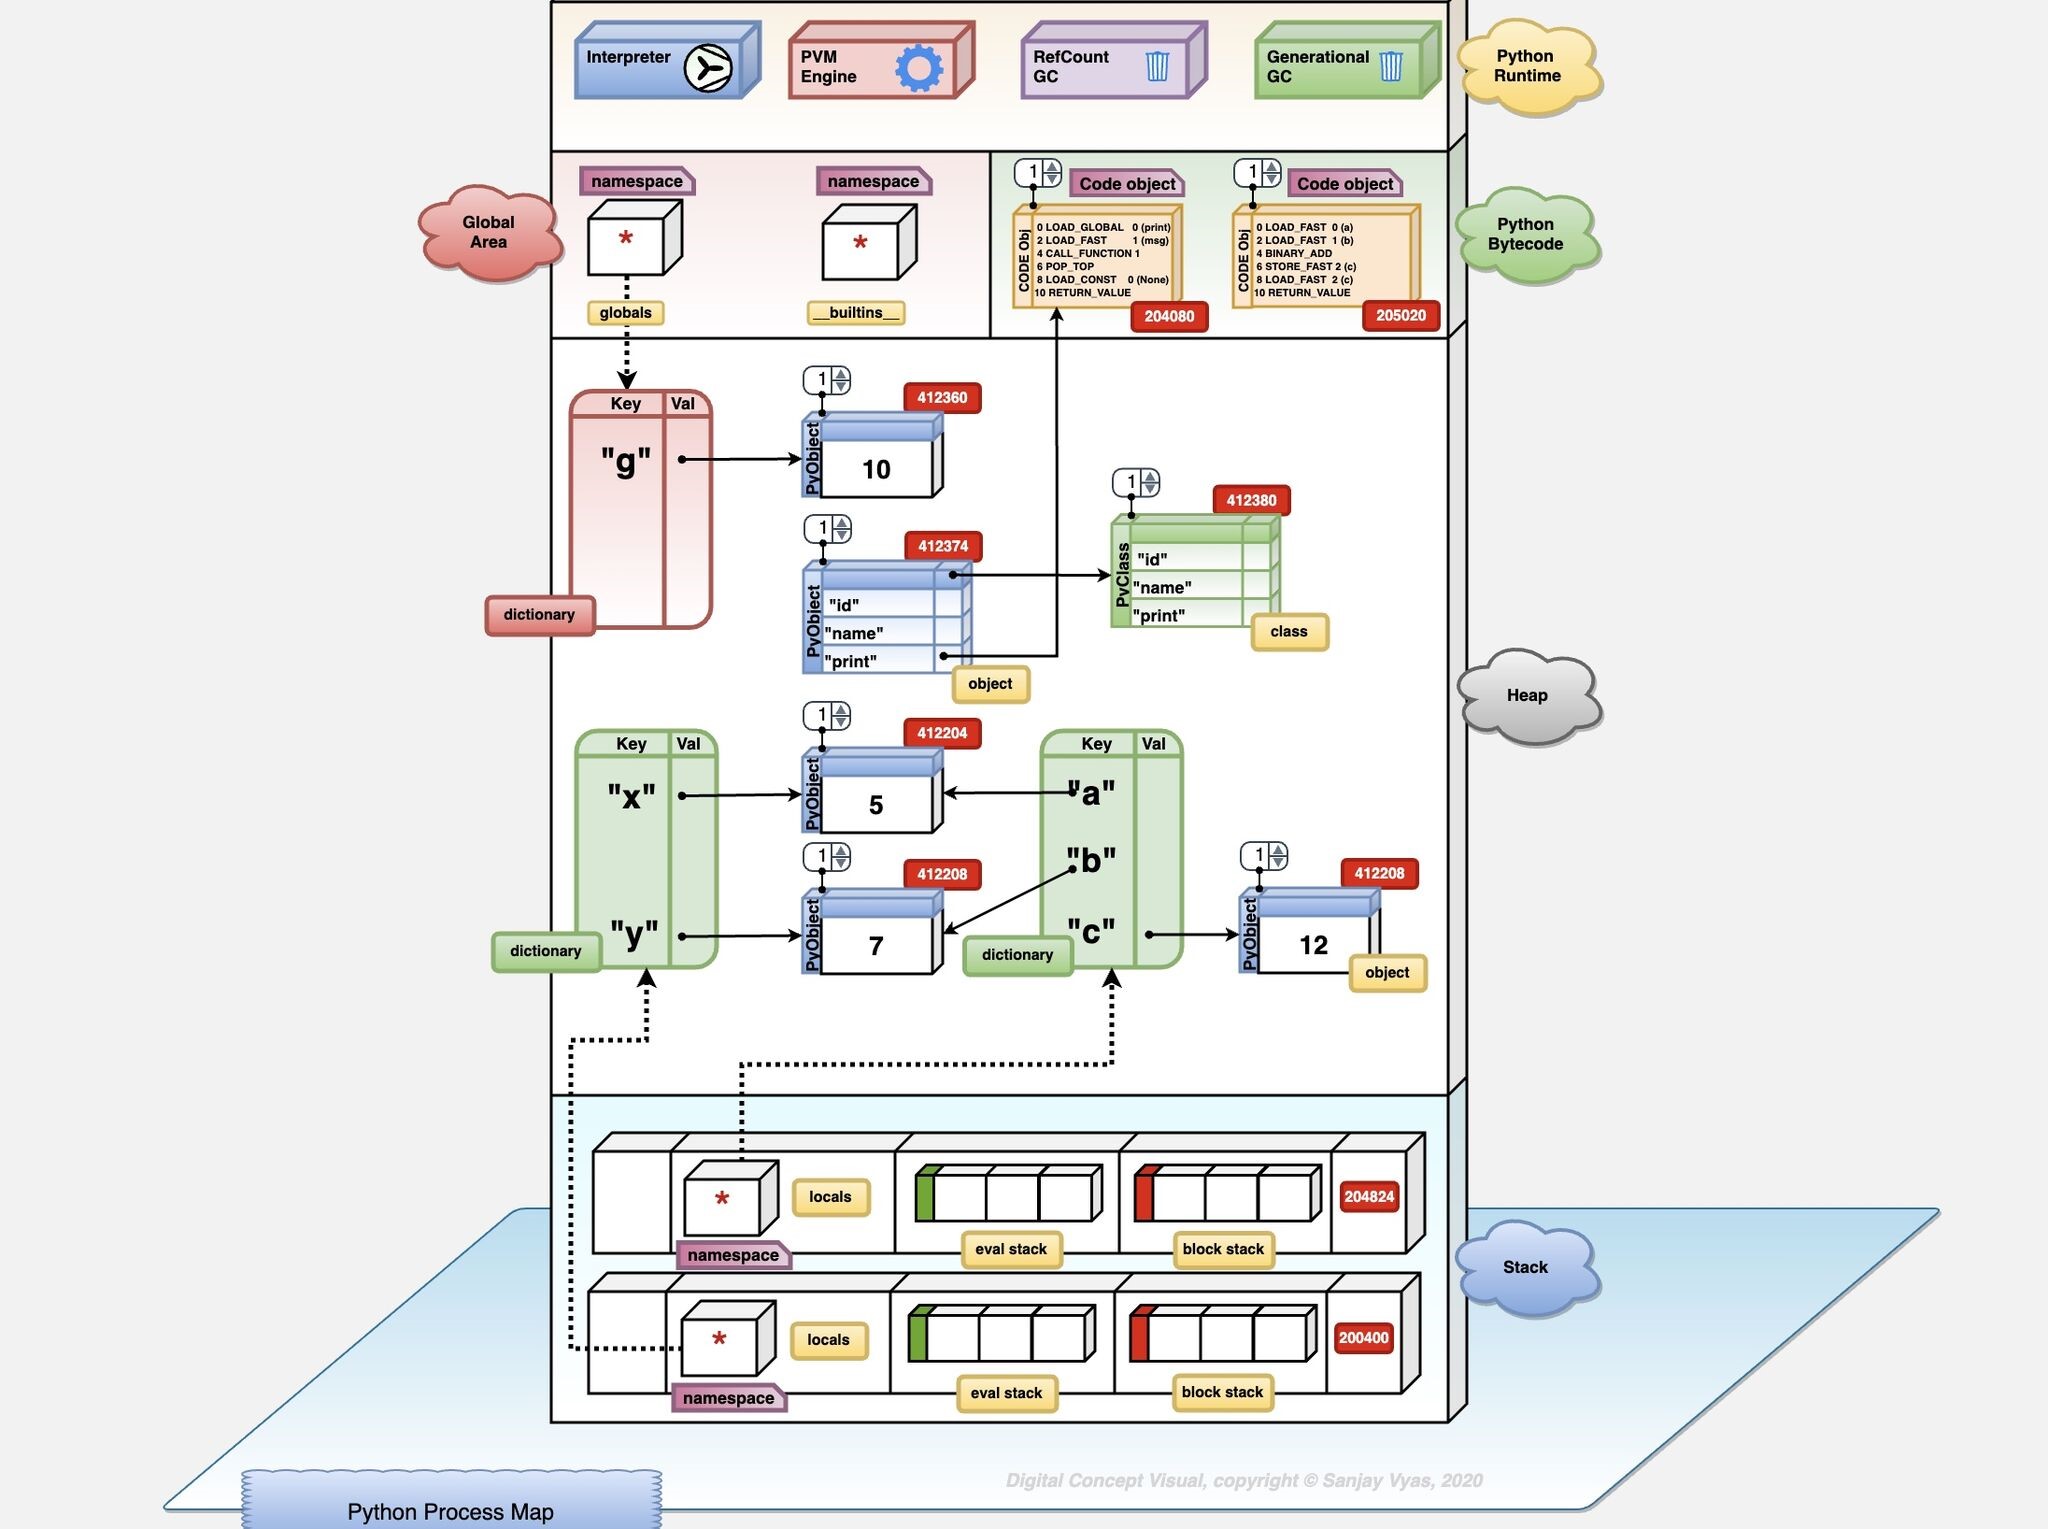 Interpreter
PVM
Engine
RefCount
GC
Generational
GC
Python
Runtime
namespace
namespace
1
Code object
1
Code object
Global
Area
*
*
CODE Obj
0 LOAD_GLOBAL 0 (print)
2 LOAD_FAST 1 (msg)
4 CALL_FUNCTION 1
6 POP_TOP
8 LOAD_CONST 0 (None)
10 RETURN_VALUE
CODE Obj
0 LOAD_FAST 0 (a)
2 LOAD_FAST 1 (b)
4 BINARY_ADD
6 STORE_FAST 2 (c)
8 LOAD_FAST 2 (c)
10 RETURN_VALUE
Python
Bytecode
globals
__builtins__
204080
205020
Key Val
"g"
dictionary
1
412360
PyObject
10
1
412374
PyObject
"id"
"name"
"print"
object
1
412380
PyClass
"id"
"name"
"print"
class
Heap
Key Val
"x"
"y"
dictionary
1
412204
PyObject
5
1
412208
PyObject
7
Key Val
"a"
"b"
"c"
dictionary
1
412208
PyObject
12
object
*
locals
204824
namespace
eval stack
block stack
Stack
*
locals
200400
namespace
eval stack
block stack
Digital Concept Visual, copyright © Sanjay Vyas, 2020
Python Process Map